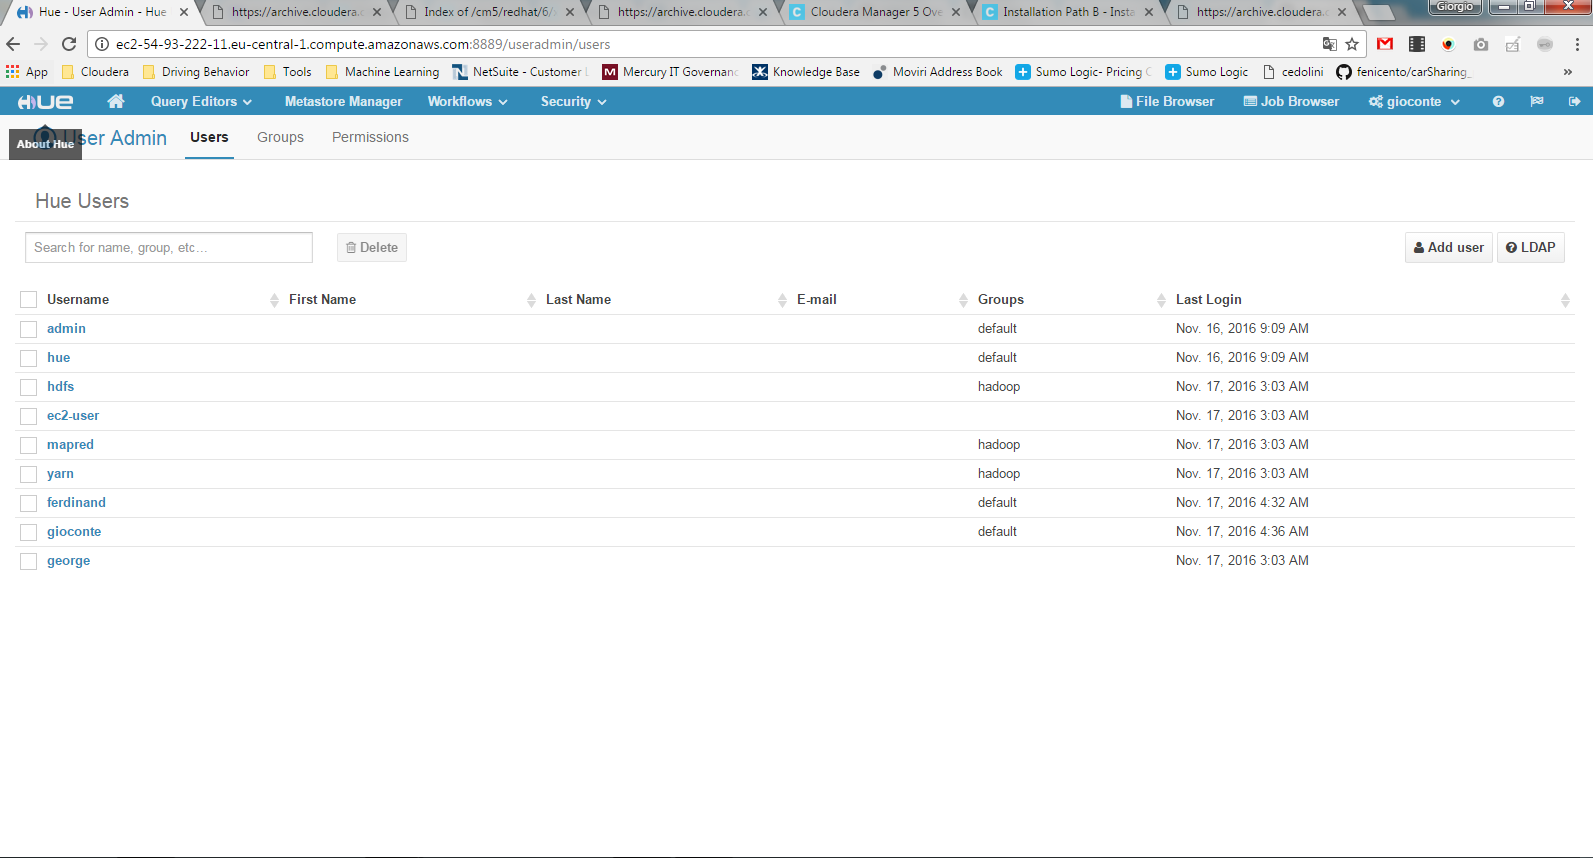 Hue - User Admin - Hue
https://archive.cloudera.
Index of /cm5/redhat/6/
https://archive.cloudera.
Cloudera Manager 5 Ove
Installation Path B - Insta
https://archive.cloudera.
Giorgio
ec2-54-93-222-11.eu-central-1.compute.amazonaws.com:8889/useradmin/users
App Cloudera Driving Behavior Tools Machine Learning NetSuite - Customer Mercury IT Governanc Knowledge Base Moviri Address Book Sumo Logic- Pricing Sumo Logic cedolini fenicento/carSharing_ »
HUE Query Editors Metastore Manager Workflows Security File Browser Job Browser gioconte
User Admin Users Groups Permissions
About Hue
Hue Users
Search for name, group, etc... Delete Add user LDAP
Username First Name Last Name E-mail Groups Last Login
admin default Nov. 16, 2016 9:09 AM
hue default Nov. 16, 2016 9:09 AM
hdfs hadoop Nov. 17, 2016 3:03 AM
ec2-user Nov. 17, 2016 3:03 AM
mapred hadoop Nov. 17, 2016 3:03 AM
yarn hadoop Nov. 17, 2016 3:03 AM
ferdinand default Nov. 17, 2016 4:32 AM
gioconte default Nov. 17, 2016 4:36 AM
george Nov. 17, 2016 3:03 AM